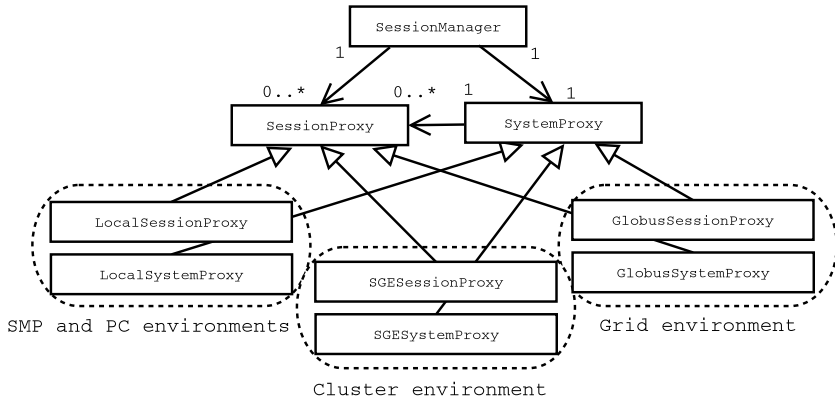 SessionManager
1
1
0..*
0..*
1
1
SessionProxy
SystemProxy
LocalSessionProxy
LocalSystemProxy
SMP and PC environments
SGESessionProxy
SGESystemProxy
Cluster environment
GlobusSessionProxy
GlobusSystemProxy
Grid environment